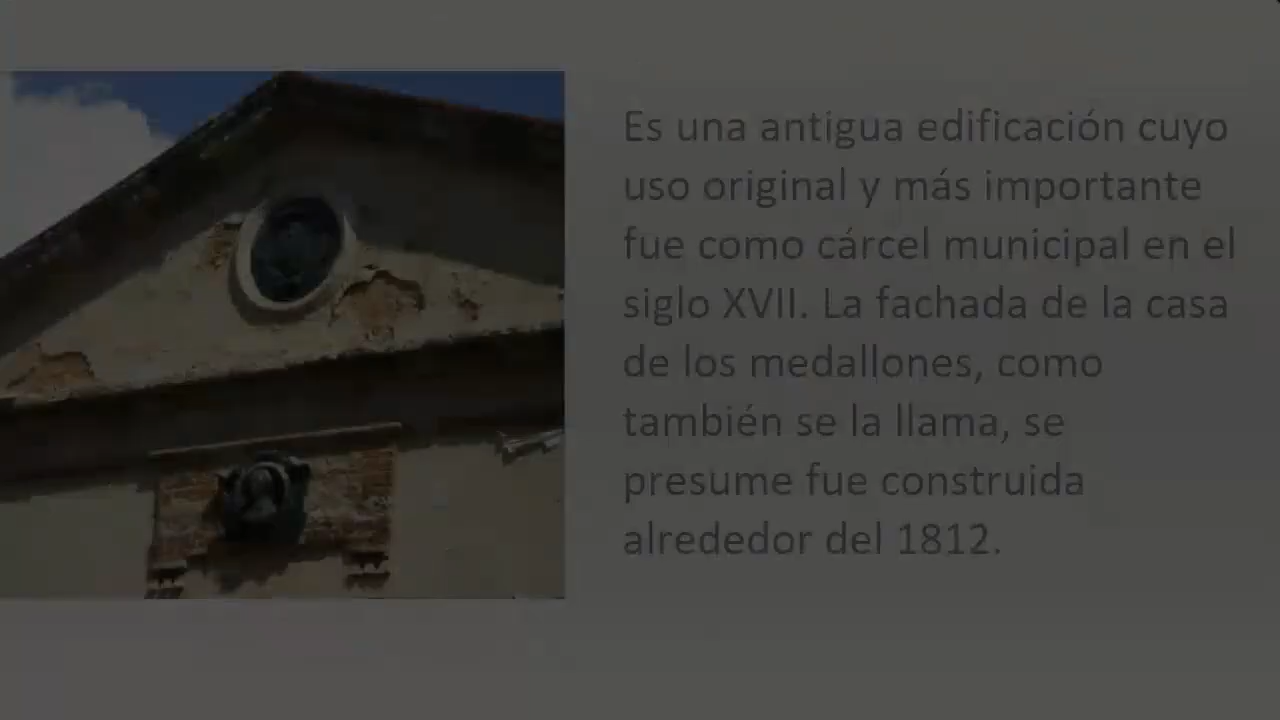 Es una antigua edificación cuyo
uso original y más importante
fue como cárcel municipal en el
siglo XVII. La fachada de la casa
de los medallones, como
también se la llama, se
presume fue construida
alrededor del 1812.